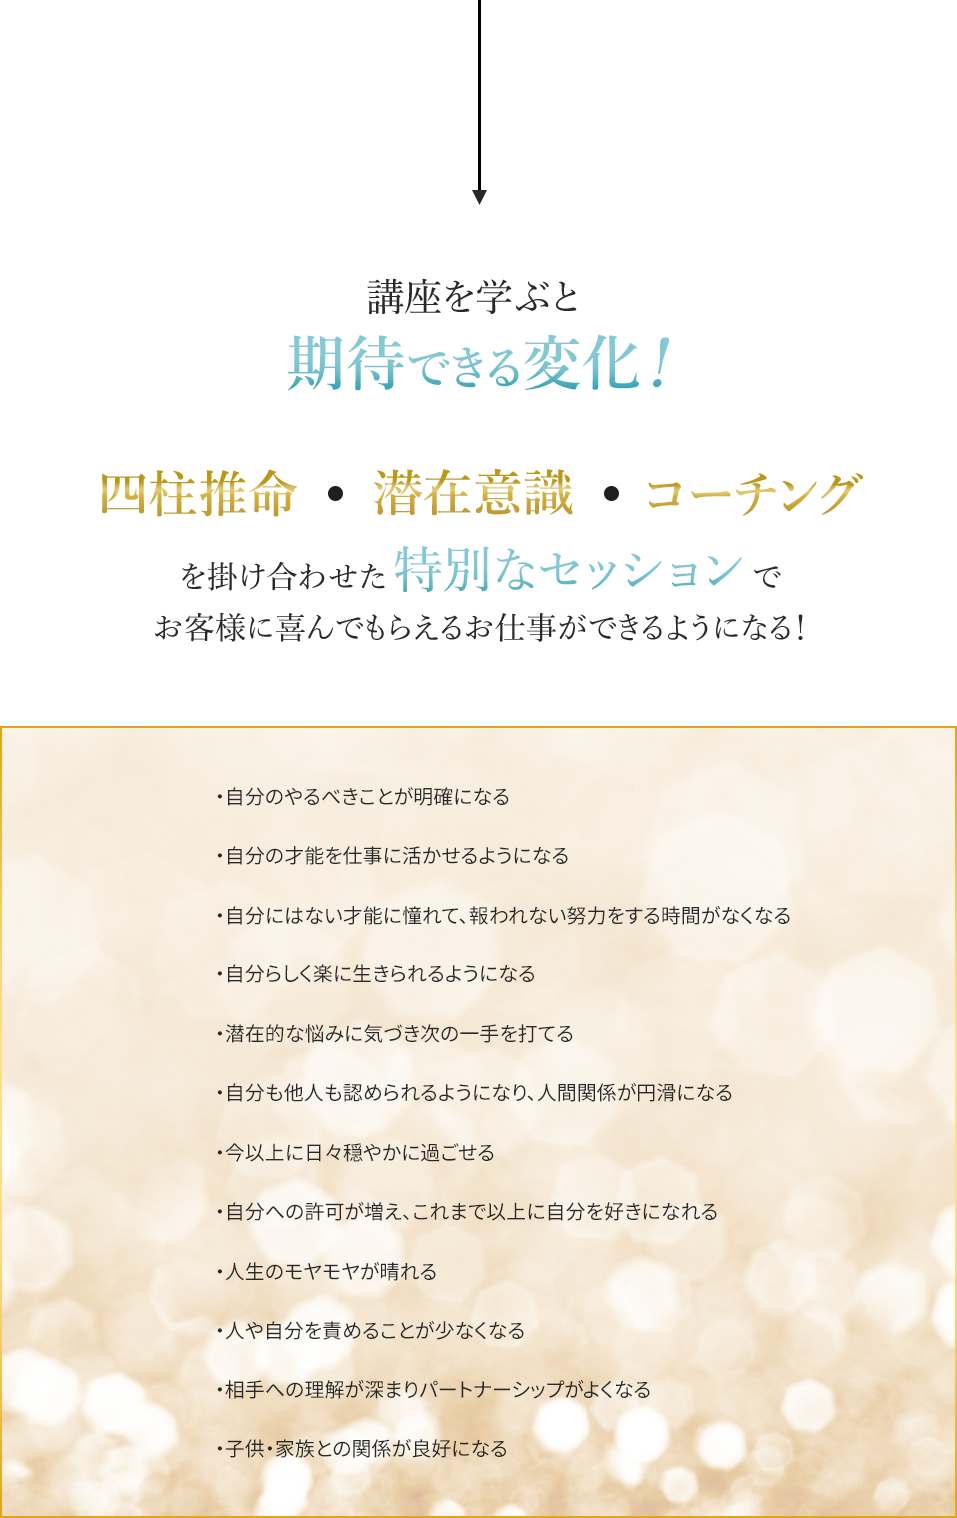 講座を学ぶと
期待できる変化！
四柱推命 ● 潜在意識 ● コーチング
を掛け合わせた特別なセッションで
お客様に喜んでもらえるお仕事ができるようになる！
・自分のやるべきことが明確になる
・自分の才能を仕事に活かせるようになる
・自分にはない才能に憧れて、報われない努力をする時間がなくなる
・自分らしく楽に生きられるようになる
・潜在的な悩みに気づき次の一手を打てる
・自分も他人も認められるようになり、人間関係が円滑になる
・今以上に日々穏やかに過ごせる
・自分への許可が増え、これまで以上に自分を好きになれる
・人生のモヤモヤが晴れる
・人や自分を責めることが少なくなる
・相手への理解が深まりパートナーシップがよくなる
・子供・家族との関係が良好になる